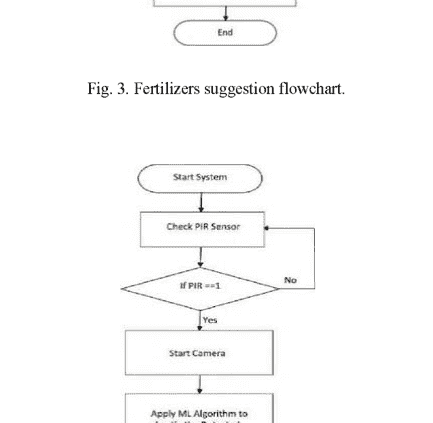 End
Fig. 3. Fertilizers suggestion flowchart.
Start System
Check PIR Sensor
If PIR ==1
No
Yes
Start Camera
Apply ML Algorithm to